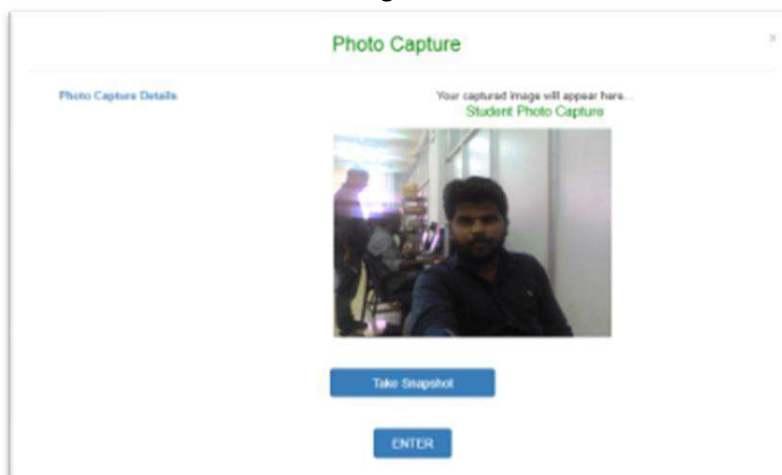 Photo Capture
×
Photo Capture Details
Your captured image will appear here...
Student Photo Capture
Take Snapshot
ENTER